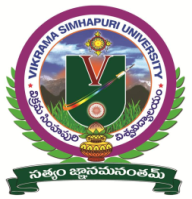 VIKRAMA SIMHAPURI UNIVERSITY
V
విక్రమ సింహపురి విశ్వవిద్యాలయం
సత్యం జ్ఞానమనంతమ్